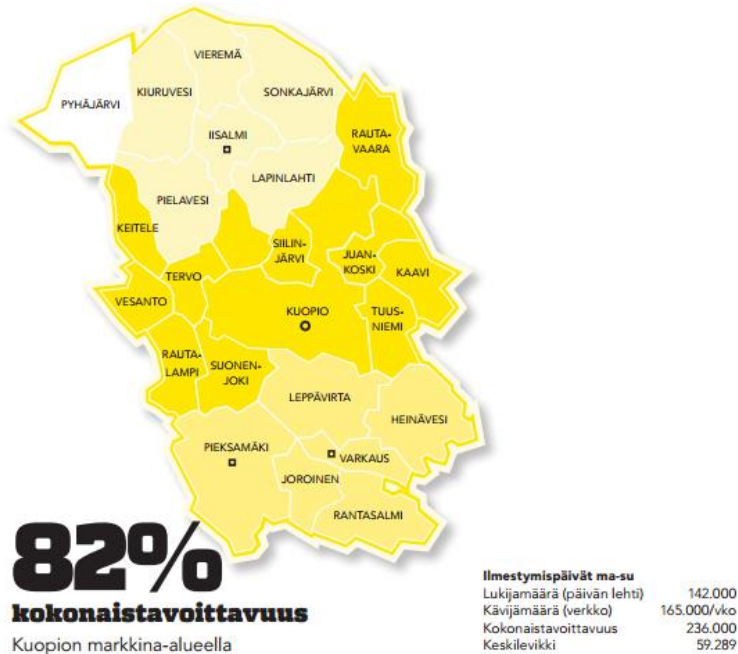 VIEREMÄ
PYHÄJÄRVI
KIURUVESI
SONKAJÄRVI
IISALMI
RAUTA-
VAARA
LAPINLAHTI
PIELAVESI
KEITELE
SIILIN-
JÄRVI
JUAN-
KOSKI
KAAVI
TERVO
VESANTO
KUOPIO
TUUS-
NIEMI
RAUTA-
LAMPI
SUONEN-
JOKI
LEPPÄVIRTA
HEINÄVESI
PIEKSAMÄKI
VARKAUS
JOROINEN
RANTASALMI
82%
kokonaistavoittavuus
Kuopion markkina-alueella
Ilmestymispäivät ma-su
Lukijamäärä (päivän lehti) 142.000
Kävijämäärä (verkko) 165.000/vko
Kokonaistavoittavuus 236.000
Keskilevikki 59.289